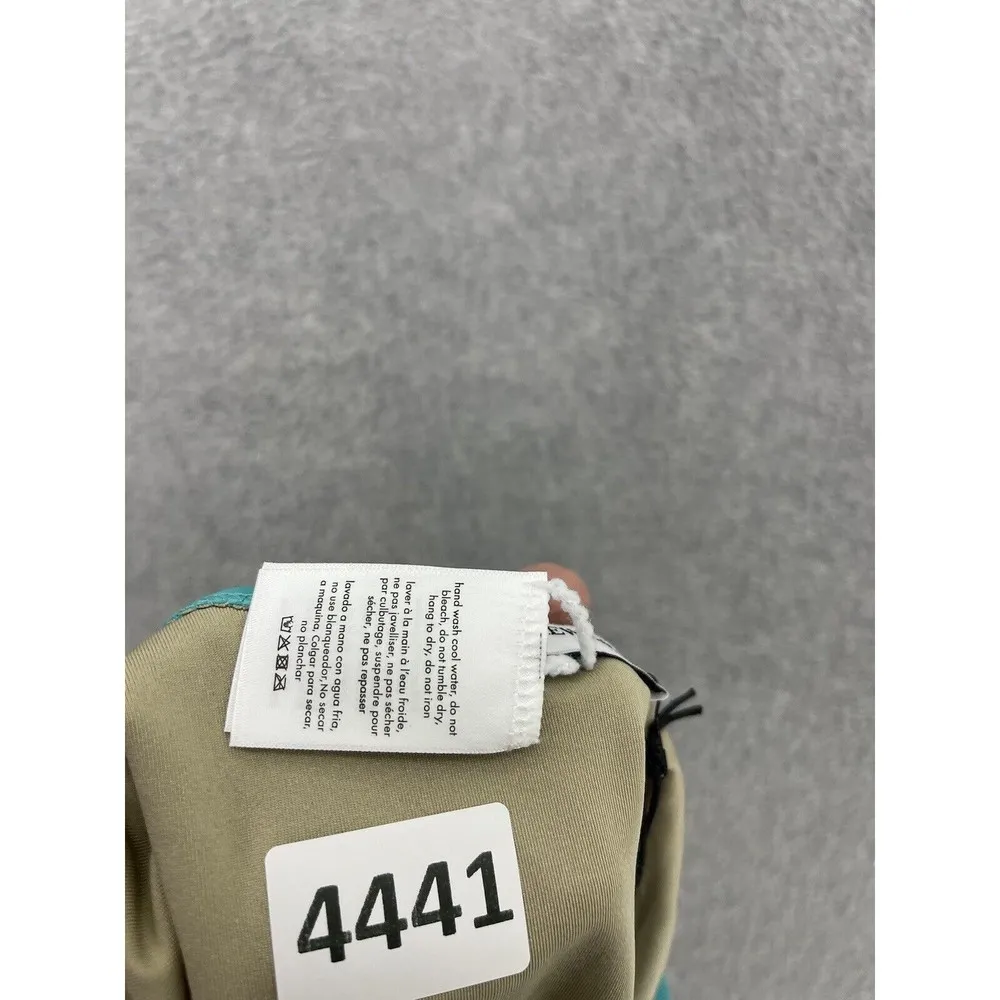 hand wash cool water, do not
bleach, do not tumble dry,
hang to dry, do not iron
laver à la main à l'eau froide,
ne pas javelliser, ne pas sécher
par culbutage, suspendre pour
sécher, ne pas repasser
lavado a mano con agua fria,
no use blanqueador, No secar
a maquina, Colgar para secar,
no planchar
4441